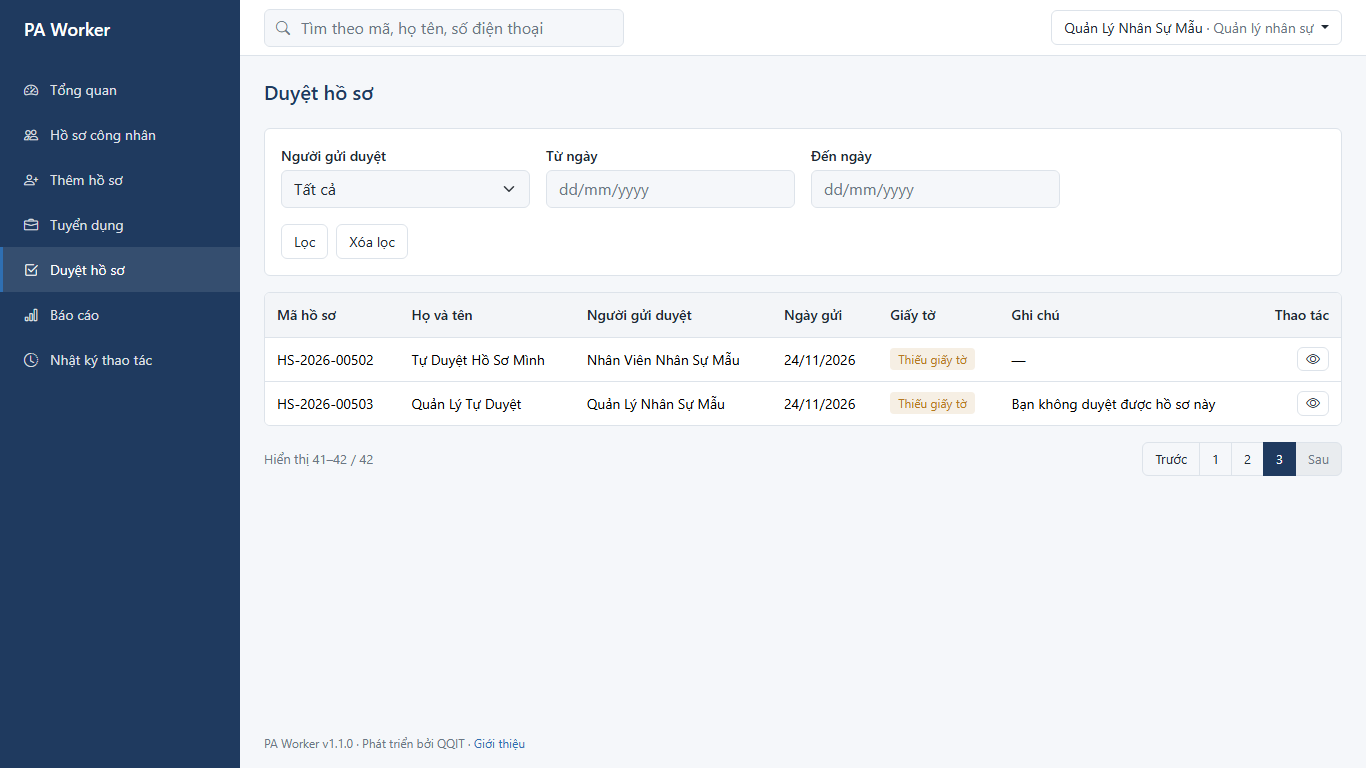 PA Worker
Tìm theo mã, họ tên, số điện thoại
Quản Lý Nhân Sự Mẫu · Quản lý nhân sự
Tổng quan
Hồ sơ công nhân
Thêm hồ sơ
Tuyển dụng
Duyệt hồ sơ
Báo cáo
Nhật ký thao tác
Duyệt hồ sơ
Người gửi duyệt Từ ngày Đến ngày
Tất cả dd/mm/yyyy dd/mm/yyyy
Lọc Xóa lọc
Mã hồ sơ Họ và tên Người gửi duyệt Ngày gửi Giấy tờ Ghi chú Thao tác
HS-2026-00502 Tự Duyệt Hồ Sơ Mình Nhân Viên Nhân Sự Mẫu 24/11/2026 Thiếu giấy tờ —
HS-2026-00503 Quản Lý Tự Duyệt Quản Lý Nhân Sự Mẫu 24/11/2026 Thiếu giấy tờ Bạn không duyệt được hồ sơ này
Hiển thị 41–42 / 42 Trước 1 2 3 Sau
PA Worker v1.1.0 · Phát triển bởi QQIT · Giới thiệu